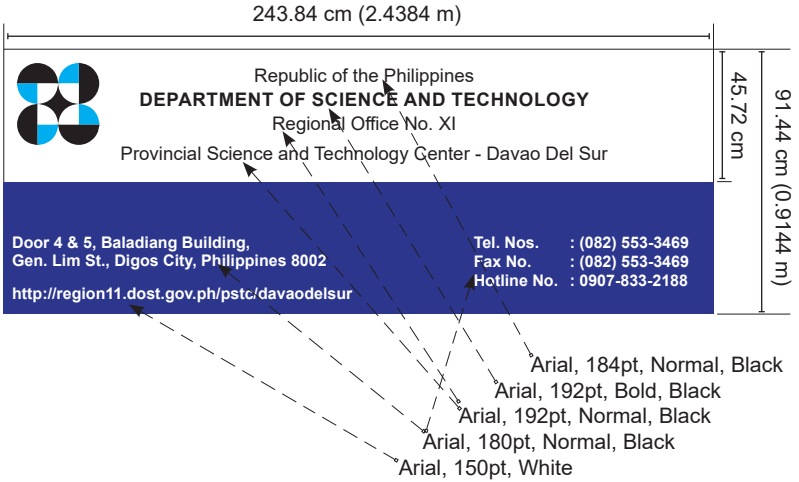 243.84 cm (2.4384 m)
Republic of the Philippines
DEPARTMENT OF SCIENCE AND TECHNOLOGY
Regional Office No. XI
Provincial Science and Technology Center - Davao Del Sur
45.72 cm
91.44 cm (0.9144 m)
Door 4 & 5, Baladiang Building,
Gen. Lim St., Digos City, Philippines 8002
http://region11.dost.gov.ph/pstc/davaodelsur
Tel. Nos. : (082) 553-3469
Fax No. : (082) 553-3469
Hotline No. : 0907-833-2188
Arial, 184pt, Normal, Black
Arial, 192pt, Bold, Black
Arial, 192pt, Normal, Black
Arial, 180pt, Normal, Black
Arial, 150pt, White